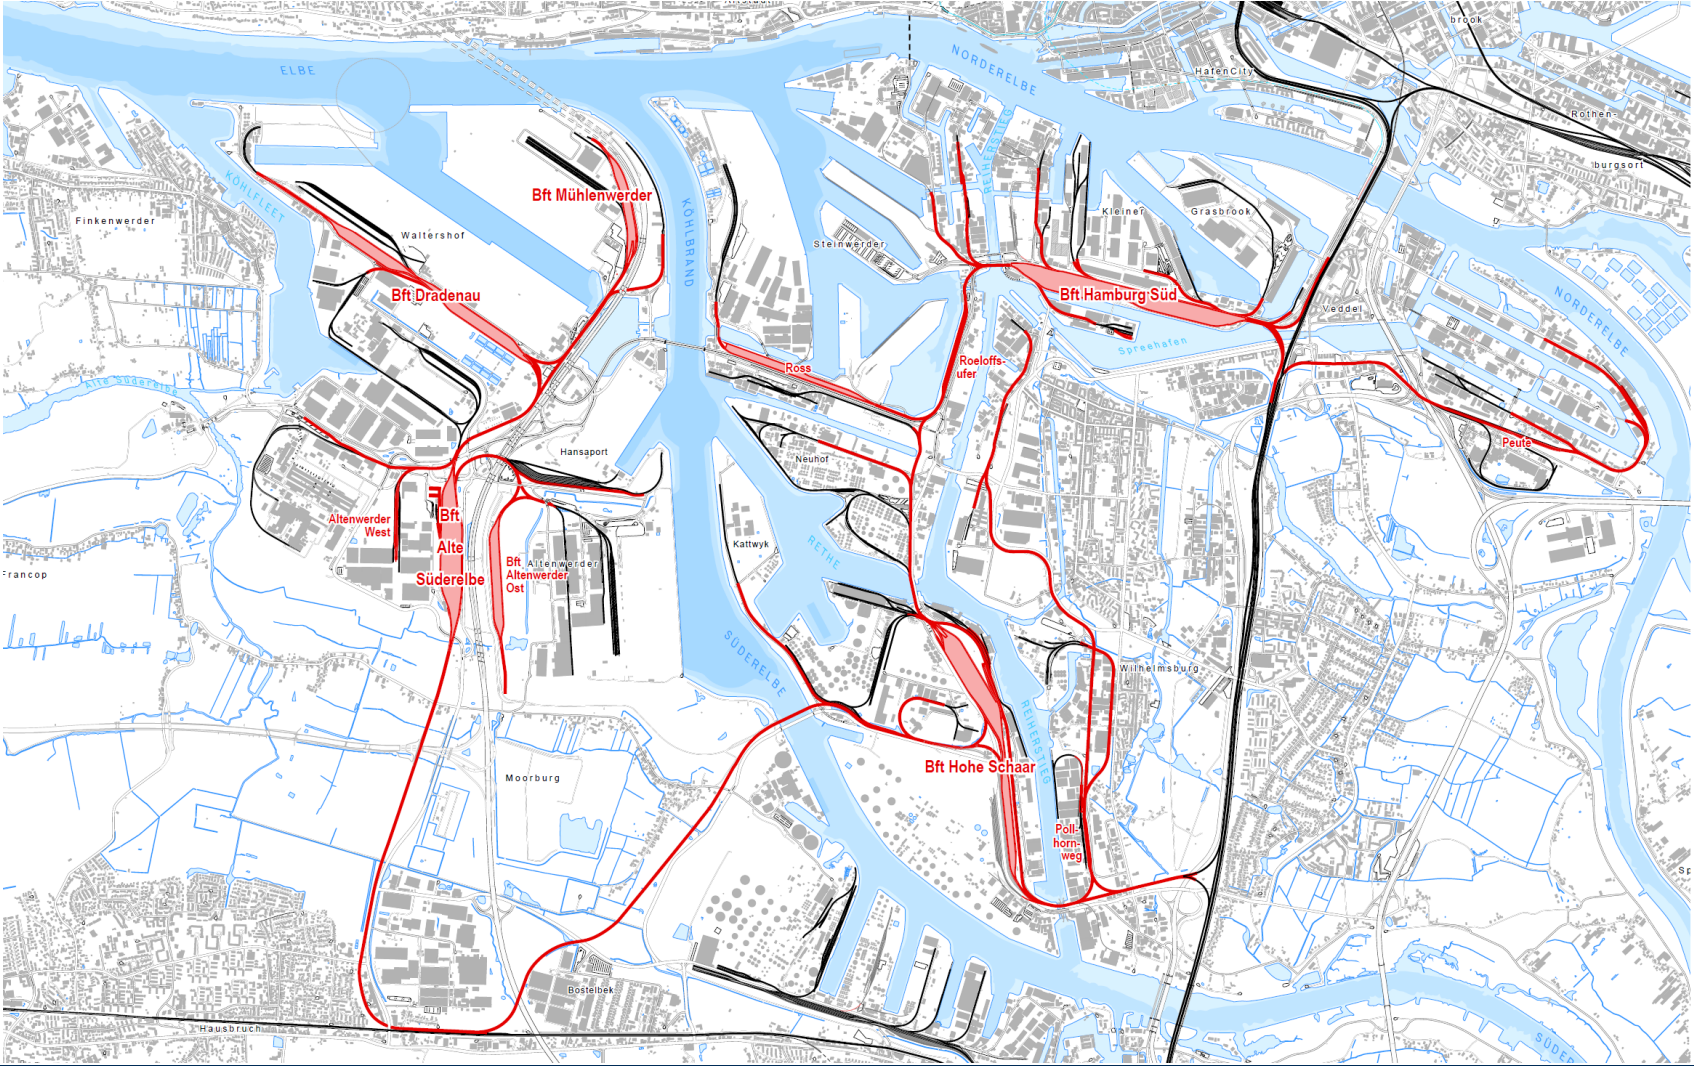 brook
ELBE
NORDERELBE
HafenCity
Rothen-
burgsort
REIHERSTIEG
KÖHLFLEET
Bft Mühlenwerder
KÖHLBRAND
Finkenwerder
Waltershof
Kleiner
Grasbrook
Steinwerder
Bft Dradenau
Bft Hamburg Süd
NORDERELBE
Veddel
Spreehafen
Ross
Roeloffs-
ufer
Alte Süderelbe
Hansaport
Neuhof
Peute
Altenwerder
West
Bft
Alte
Süderelbe
Bft
Altenwerder
Ost
Altenwerder
Kattwyk
RETHE
Francop
SÜDERELBE
Wilhelmsburg
REIHERSTIEG
Moorburg
Bft Hohe Schaar
Poll-
horn-
weg
Bostelbek
Hausbruch